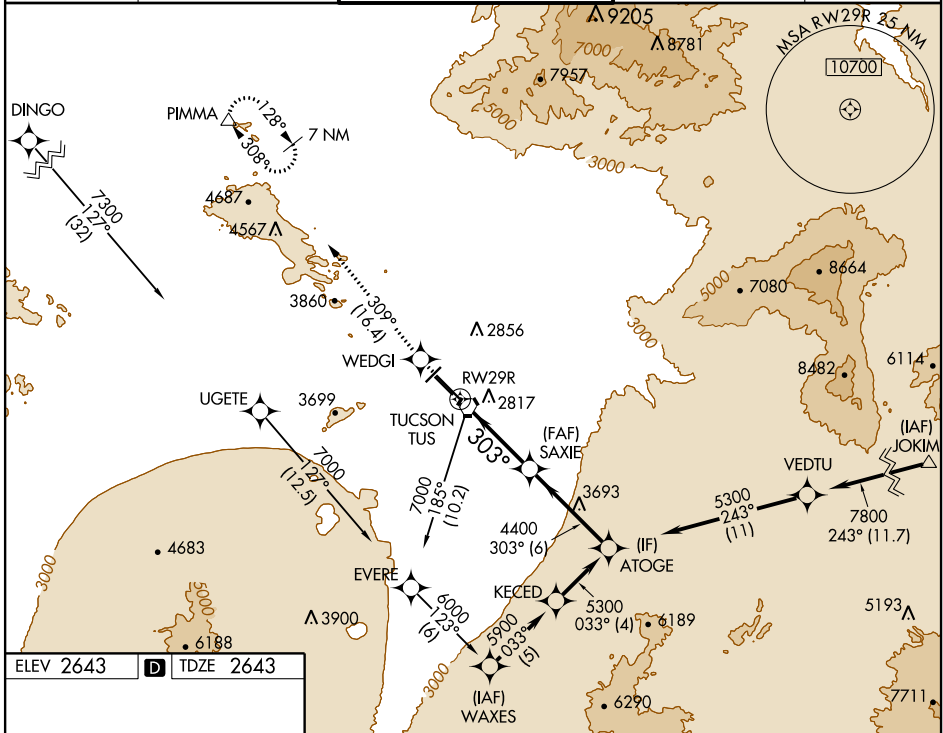 9205
7000
8781
MSA RW29R 25 NM
10700
7957
5000
3000
DINGO
PIMMA
128°
308°
7 NM
7300
127°
(32)
4687
4567
3860
309°
(16.4)
2856
WEDGI
RW29R
2817
TUCSON
TUS
UGETE
3699
7000
127°
(12.5)
303°
(FAF)
SAXIE
7000
185°
(10.2)
3693
4400
303° (6)
(IF)
ATOGE
5000
3000
7080
8664
8482
6114
(IAF)
JOKIM
VEDTU
5300
243°
(11)
7800
243° (11.7)
3000
4683
5000
6188
3900
EVERE
6000
123°
(6)
KECED
5300
033° (4)
5900
033°
(5)
6189
5193
3000
(IAF)
WAXES
6290
7711
ELEV 2643 D TDZE 2643